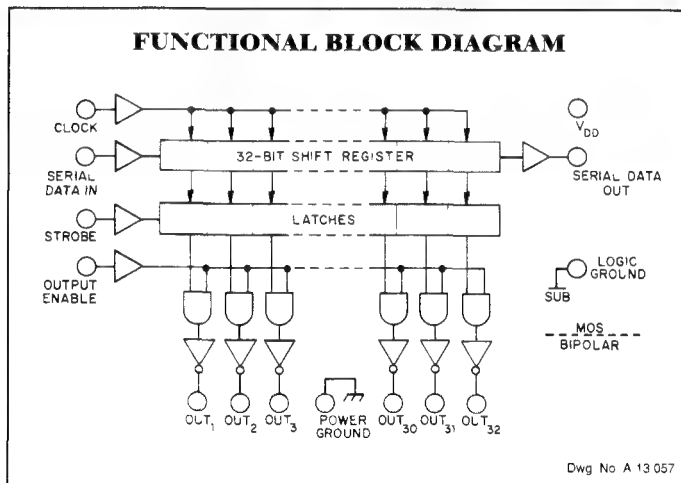 FUNCTIONAL BLOCK DIAGRAM
CLOCK
V_DD
32-BIT SHIFT REGISTER
SERIAL
DATA IN
SERIAL DATA
OUT
LATCHES
STROBE
OUTPUT
ENABLE
LOGIC
GROUND
SUB
MOS
BIPOLAR
OUT_1
OUT_2
OUT_3
POWER
GROUND
OUT_30
OUT_31
OUT_32
Dwg No A 13 057